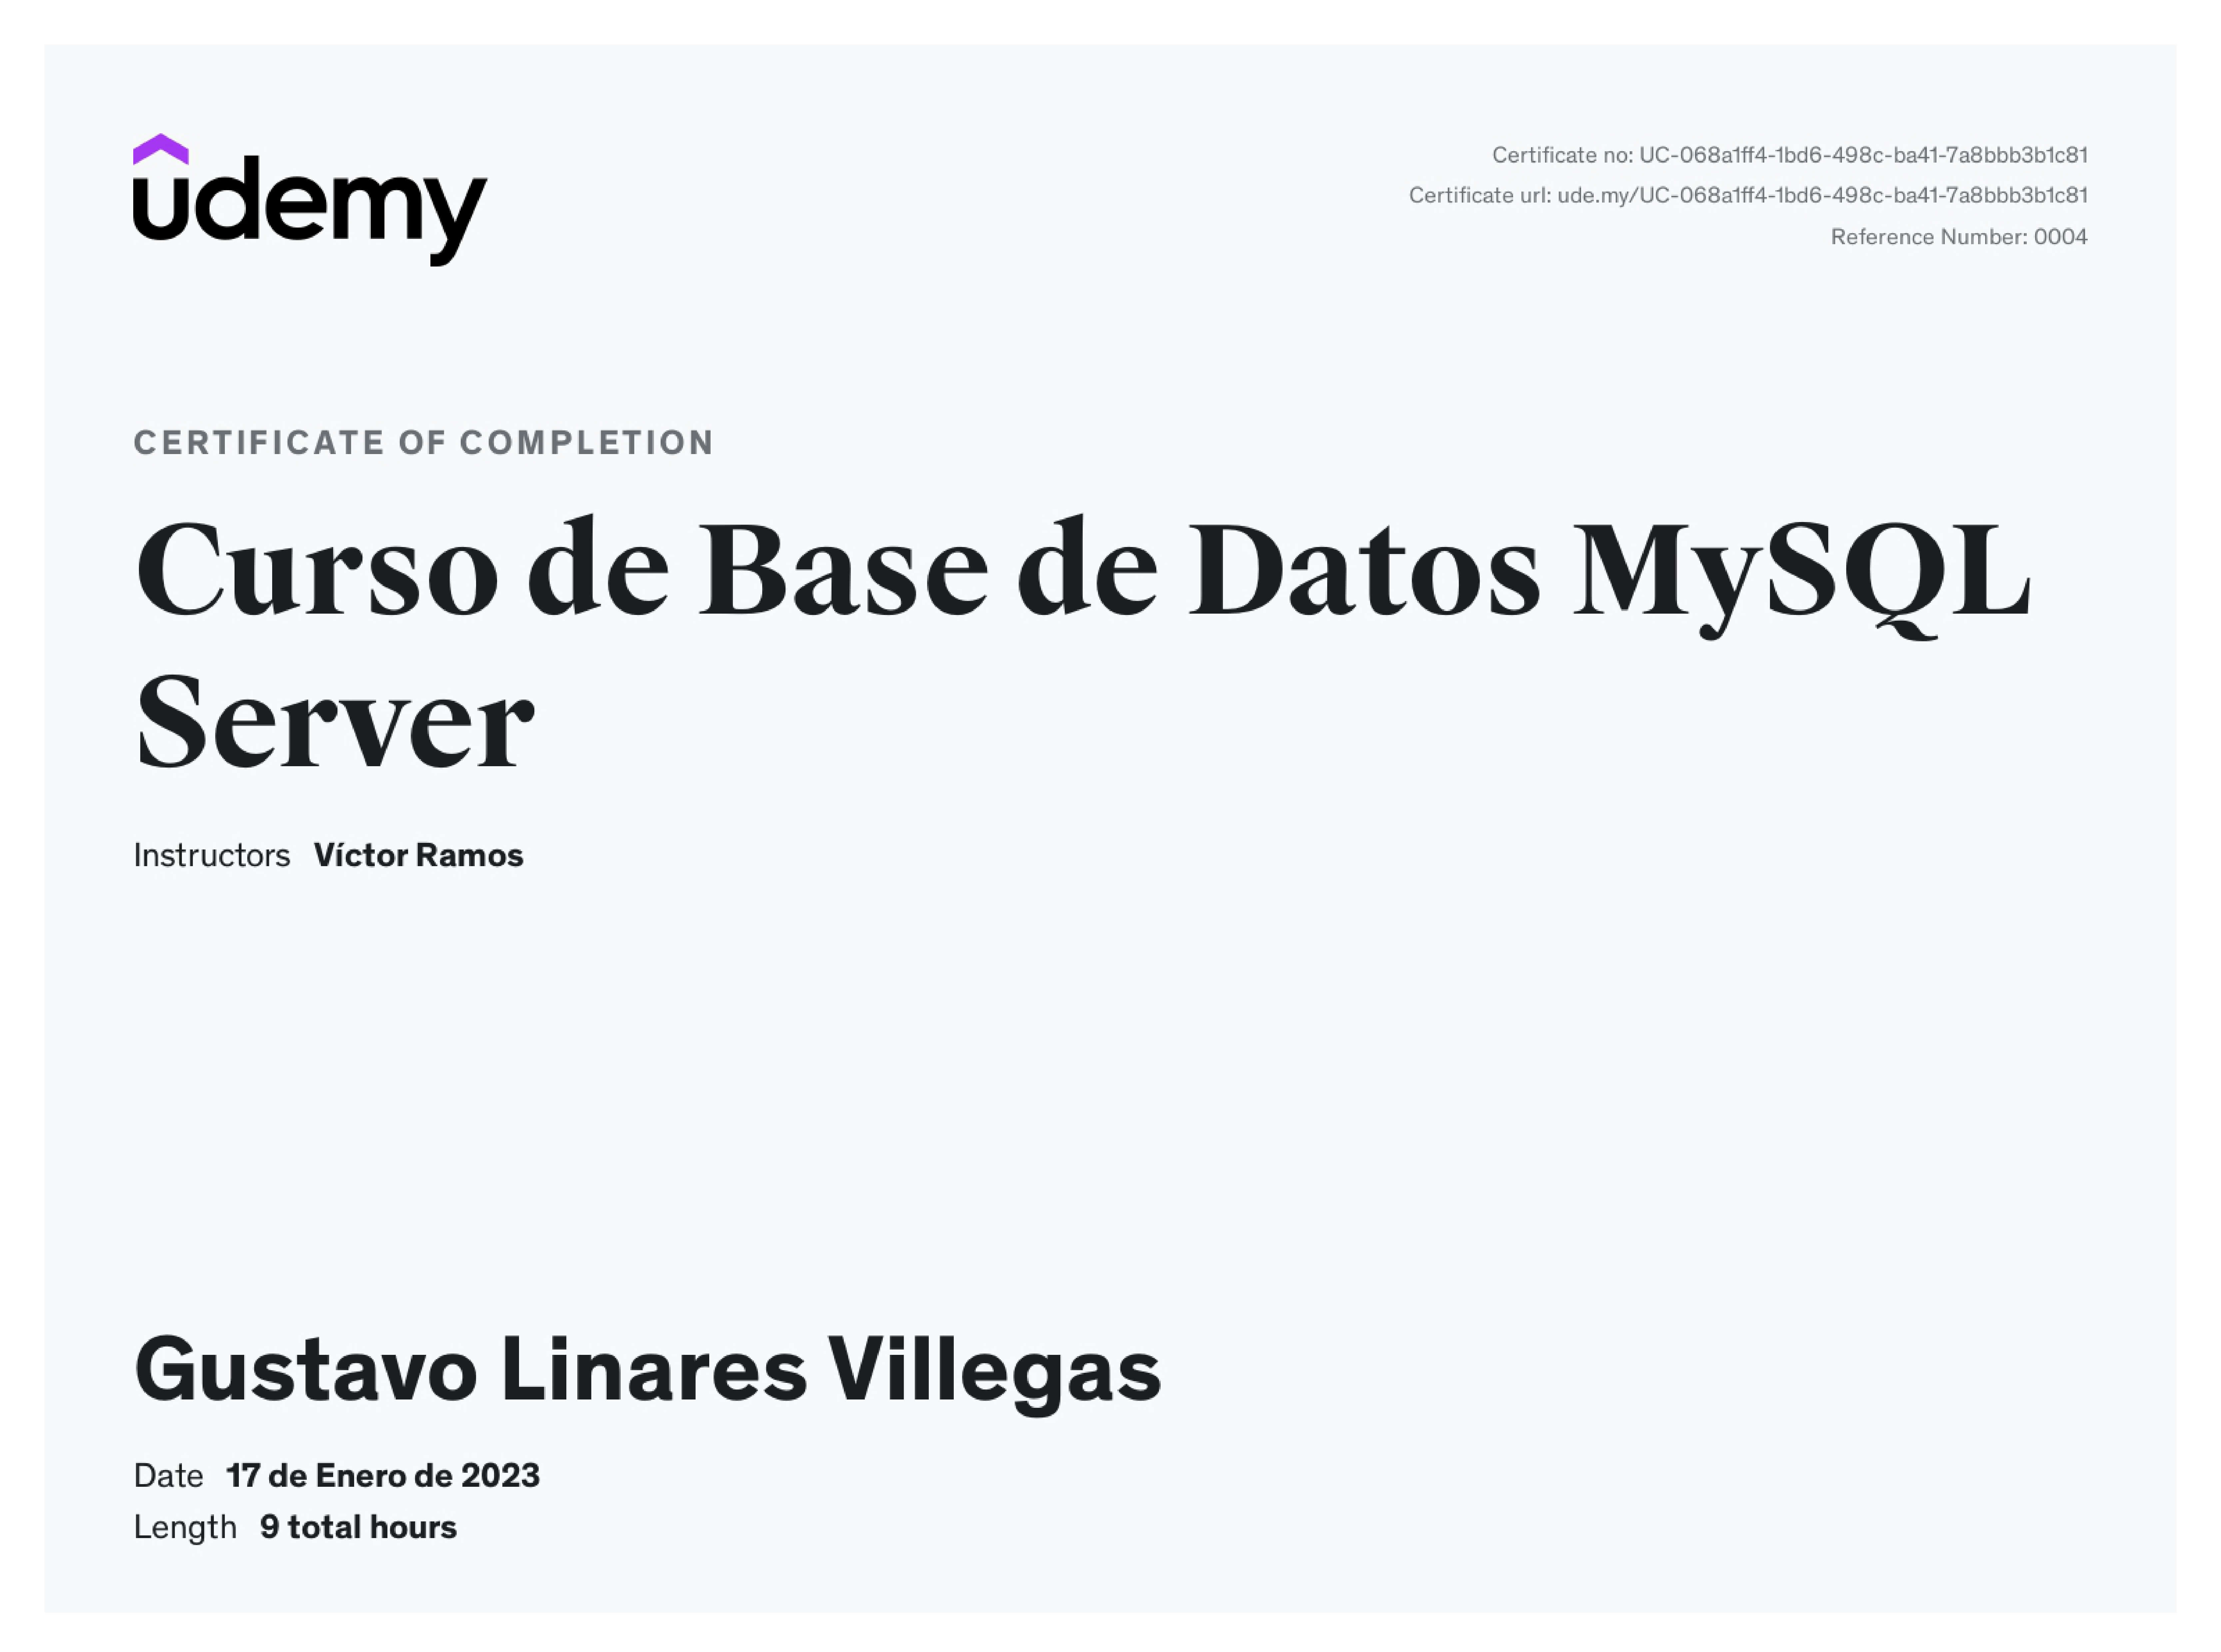 udemy
Certificate no: UC-068a1ff4-1bd6-498c-ba41-7a8bbb3b1c81
Certificate url: ude.my/UC-068a1ff4-1bd6-498c-ba41-7a8bbb3b1c81
Reference Number: 0004
CERTIFICATE OF COMPLETION
Curso de Base de Datos MySQL
Server
Instructors Víctor Ramos
Gustavo Linares Villegas
Date 17 de Enero de 2023
Length 9 total hours